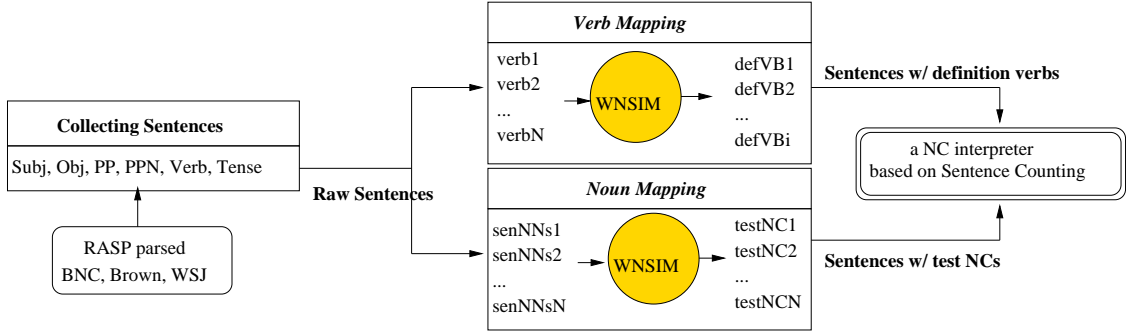 Collecting Sentences
Subj, Obj, PP, PPN, Verb, Tense
RASP parsed
BNC, Brown, WSJ
Raw Sentences
Verb Mapping
verb1
verb2
...
verbN
WNSIM
defVB1
defVB2
...
defVBi
Noun Mapping
senNNs1
senNNs2
...
senNNsN
WNSIM
testNC1
testNC2
...
testNCN
Sentences w/ definition verbs
a NC interpreter
based on Sentence Counting
Sentences w/ test NCs